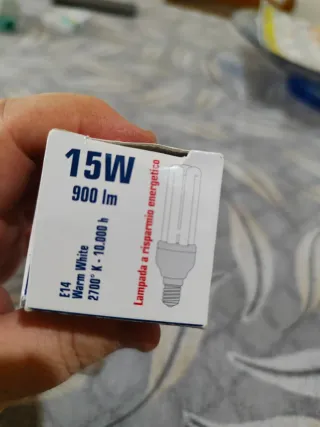 15W
900 lm
E14
Warm White
2700° K - 10.000 h
Lampada a risparmio energetico